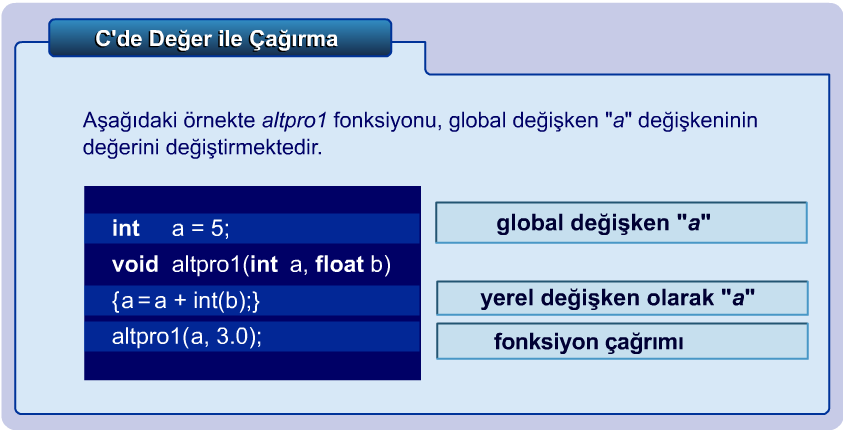 C'de Değer ile Çağırma
Aşağıdaki örnekte altpro1 fonksiyonu, global değişken "a" değişkeninin
değerini değiştirmektedir.
int a = 5;
global değişken "a"
void altpro1(int a, float b)
{a = a + int(b);}
yerel değişken olarak "a"
altpro1(a, 3.0);
fonksiyon çağrımı